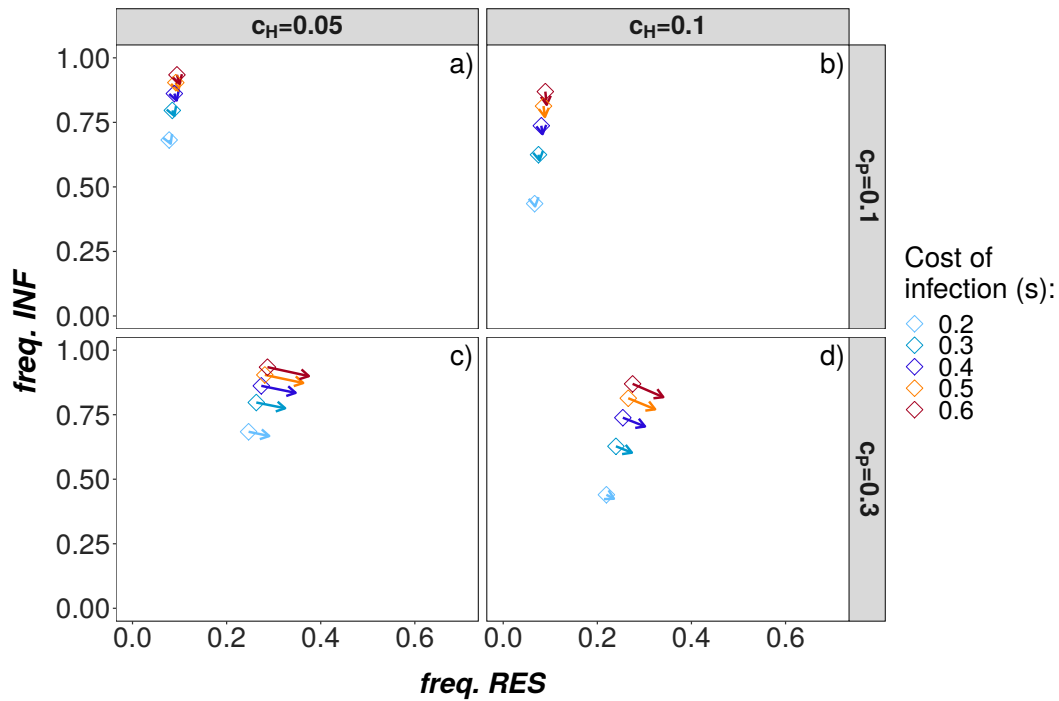 c_H=0.05
c_H=0.1
a)
b)
1.00
0.75
0.50
0.25
0.00
c_P=0.1
c)
d)
1.00
0.75
0.50
0.25
0.00
c_P=0.3
freq. INF
0.0 0.2 0.4 0.6
0.0 0.2 0.4 0.6
freq. RES
Cost of
infection (s):
0.2
0.3
0.4
0.5
0.6